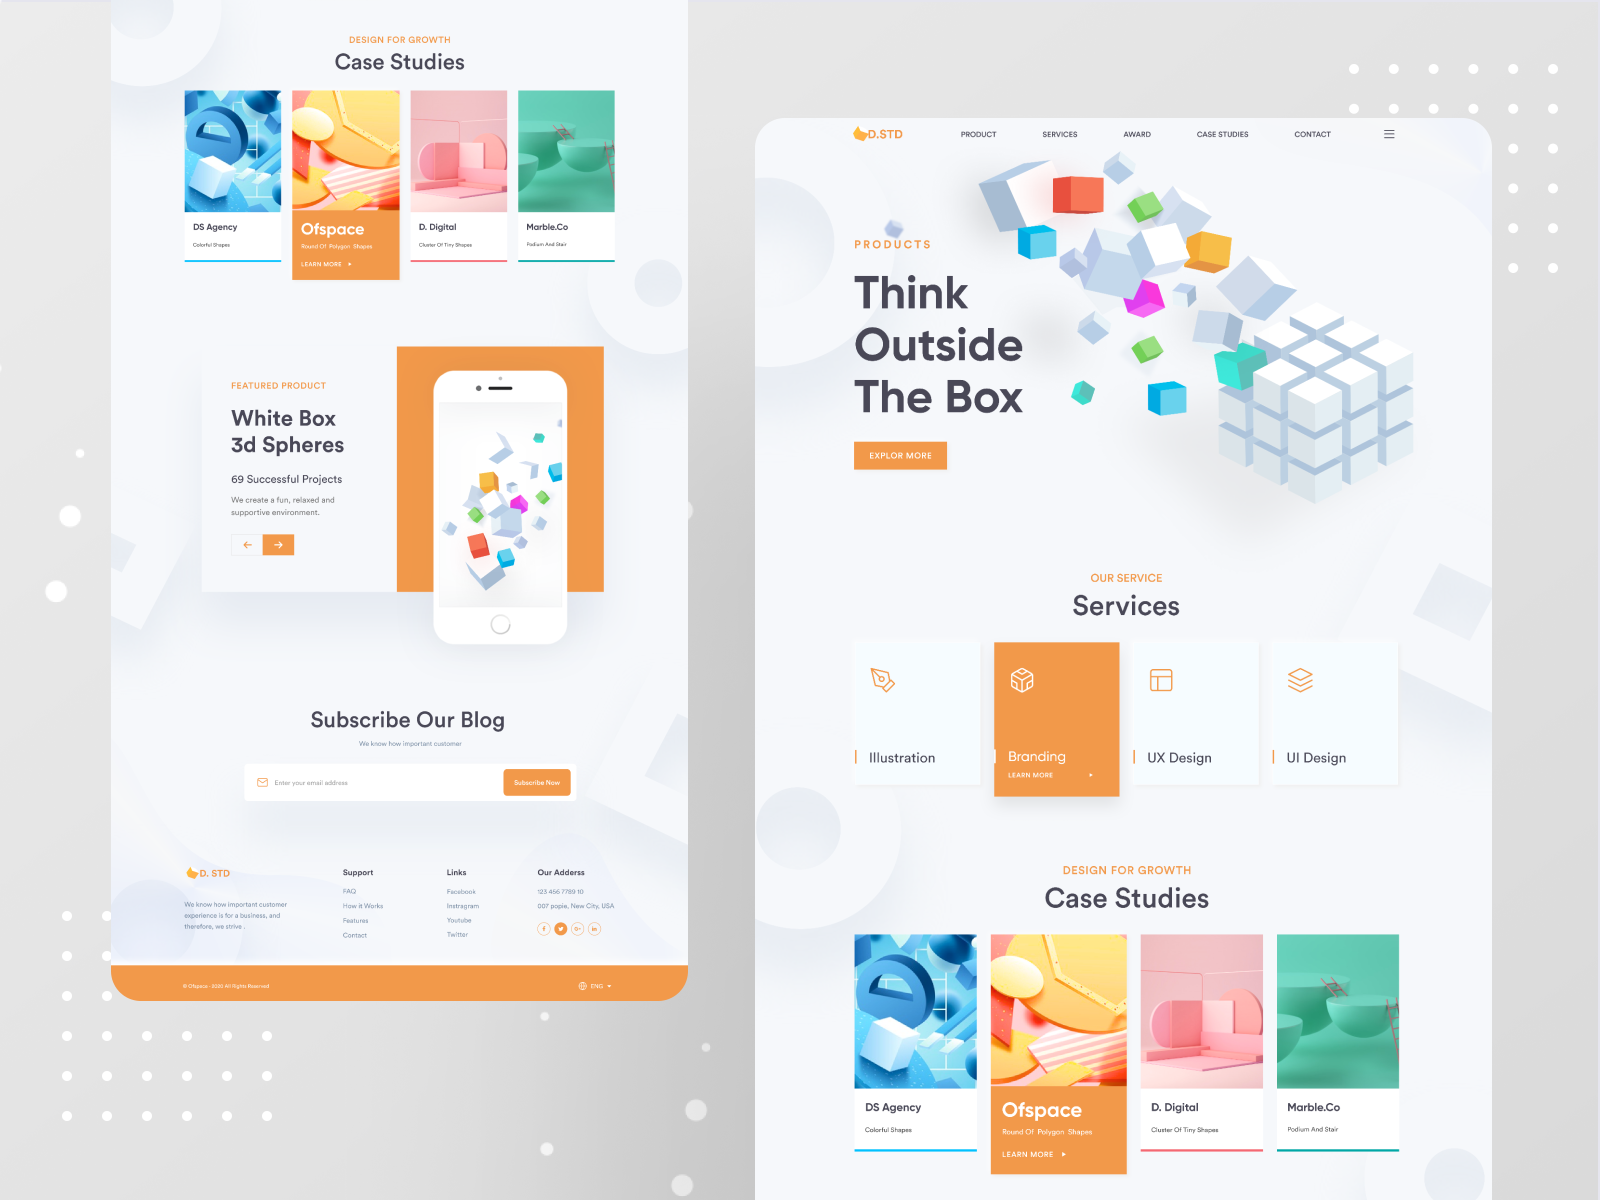 DESIGN FOR GROWTH
Case Studies
DS Agency
Colorful Shapes
Ofspace
Round Of Polygon Shapes
LEARN MORE
D. Digital
Cluster Of Tiny Shapes
Marble.Co
Podium And Stair
FEATURED PRODUCT
White Box
3d Spheres
69 Successful Projects
We create a fun, relaxed and
supportive environment.
Subscribe Our Blog
We know how important customer
Enter your email address
Subscribe Now
D. STD
We know how important customer
experience is for a business, and
therefore, we strive .
Support
FAQ
How it Works
Features
Contact
Links
Facebook
Instragram
Youtube
Twitter
Our Adderss
123 456 7789 10
007 popie, New City, USA
© Ofspace - 2020 All Rights Reserved
ENG
D.STD
PRODUCT
SERVICES
AWARD
CASE STUDIES
CONTACT
PRODUCTS
Think
Outside
The Box
EXPLOR MORE
OUR SERVICE
Services
Illustration
Branding
LEARN MORE
UX Design
UI Design
DESIGN FOR GROWTH
Case Studies
DS Agency
Colorful Shapes
Ofspace
Round Of Polygon Shapes
LEARN MORE
D. Digital
Cluster Of Tiny Shapes
Marble.Co
Podium And Stair